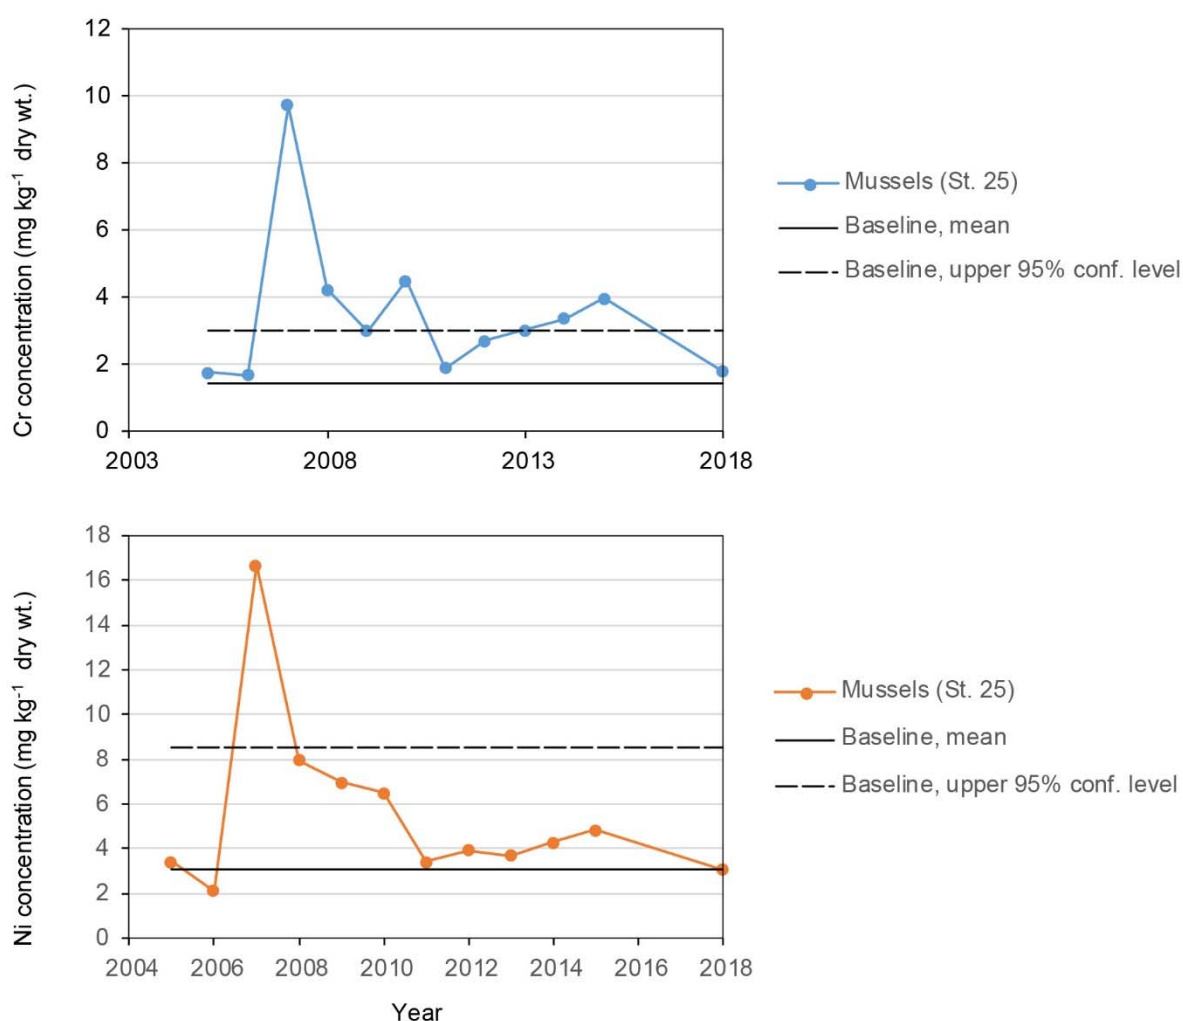 12
10
8
6
4
2
0
Cr concentration (mg kg⁻¹ dry wt.)
2003 2008 2013 2018
Mussels (St. 25)
Baseline, mean
Baseline, upper 95% conf. level
18
16
14
12
10
8
6
4
2
0
Ni concentration (mg kg⁻¹ dry wt.)
2004 2006 2008 2010 2012 2014 2016 2018
Year
Mussels (St. 25)
Baseline, mean
Baseline, upper 95% conf. level